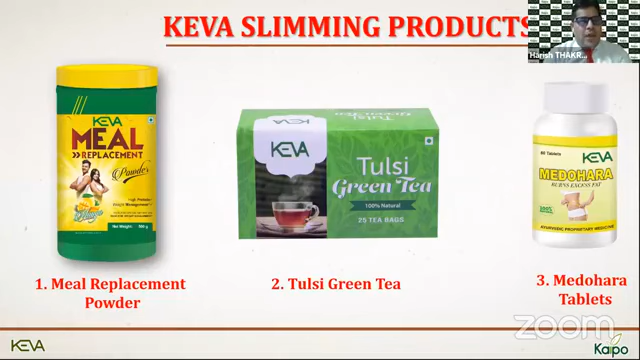 KEVA SLIMMING PRODUCTS
Harish THAKR...
KEVA
MEAL
REPLACEMENT
Powder
Mango
Net Weight: 500 g
KEVA
Tulsi
Green Tea
100% Natural
25 TEA BAGS
Green Tea
60 Tablets
KEVA
MEDOHARA
BURNS EXCESS FAT
AYURVEDIC PROPRIETARY MEDICINE
1. Meal Replacement
Powder
2. Tulsi Green Tea
3. Medohara
Tablets
zoom
KEVA
Kaipo